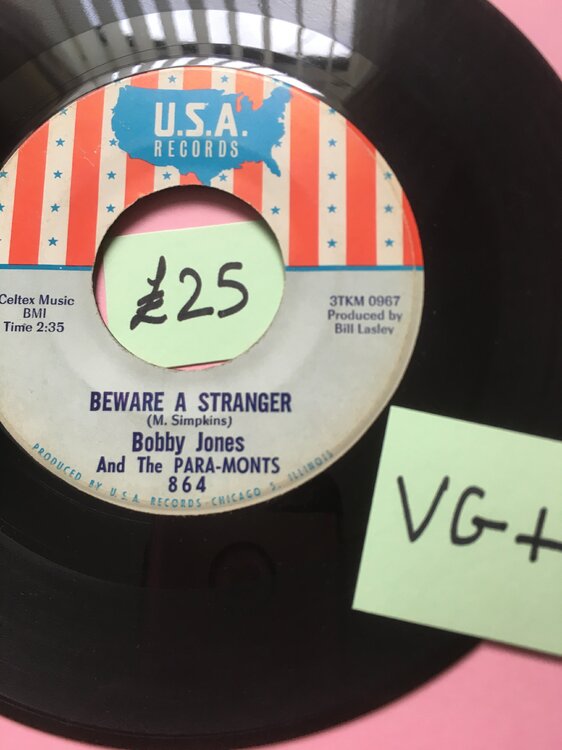 U.S.A.
RECORDS
£25
Celtex Music
BMI
Time 2:35
3TKM 0967
Produced by
Bill Lasley
BEWARE A STRANGER
(M. Simpkins)
Bobby Jones
And The PARA-MONTS
864
PRODUCED BY U.S.A. RECORDS - CHICAGO 5, ILLINOIS
VG+